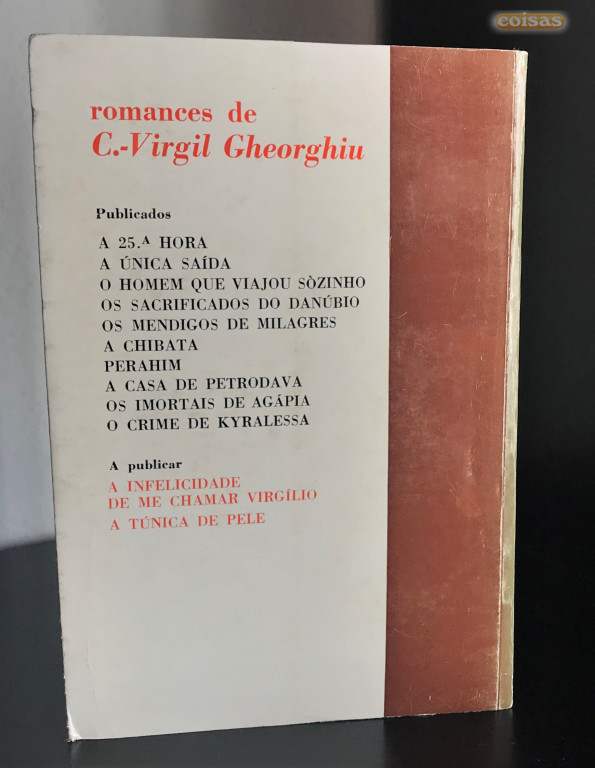 coisas
romances de
C.-Virgil Gheorghiu
Publicados
A 25.ª HORA
A ÚNICA SAÍDA
O HOMEM QUE VIAJOU SÒZINHO
OS SACRIFICADOS DO DANÚBIO
OS MENDIGOS DE MILAGRES
A CHIBATA
PERAHIM
A CASA DE PETRODAVA
OS IMORTAIS DE AGÁPIA
O CRIME DE KYRALESSA
A publicar
A INFELICIDADE
DE ME CHAMAR VIRGÍLIO
A TÚNICA DE PELE